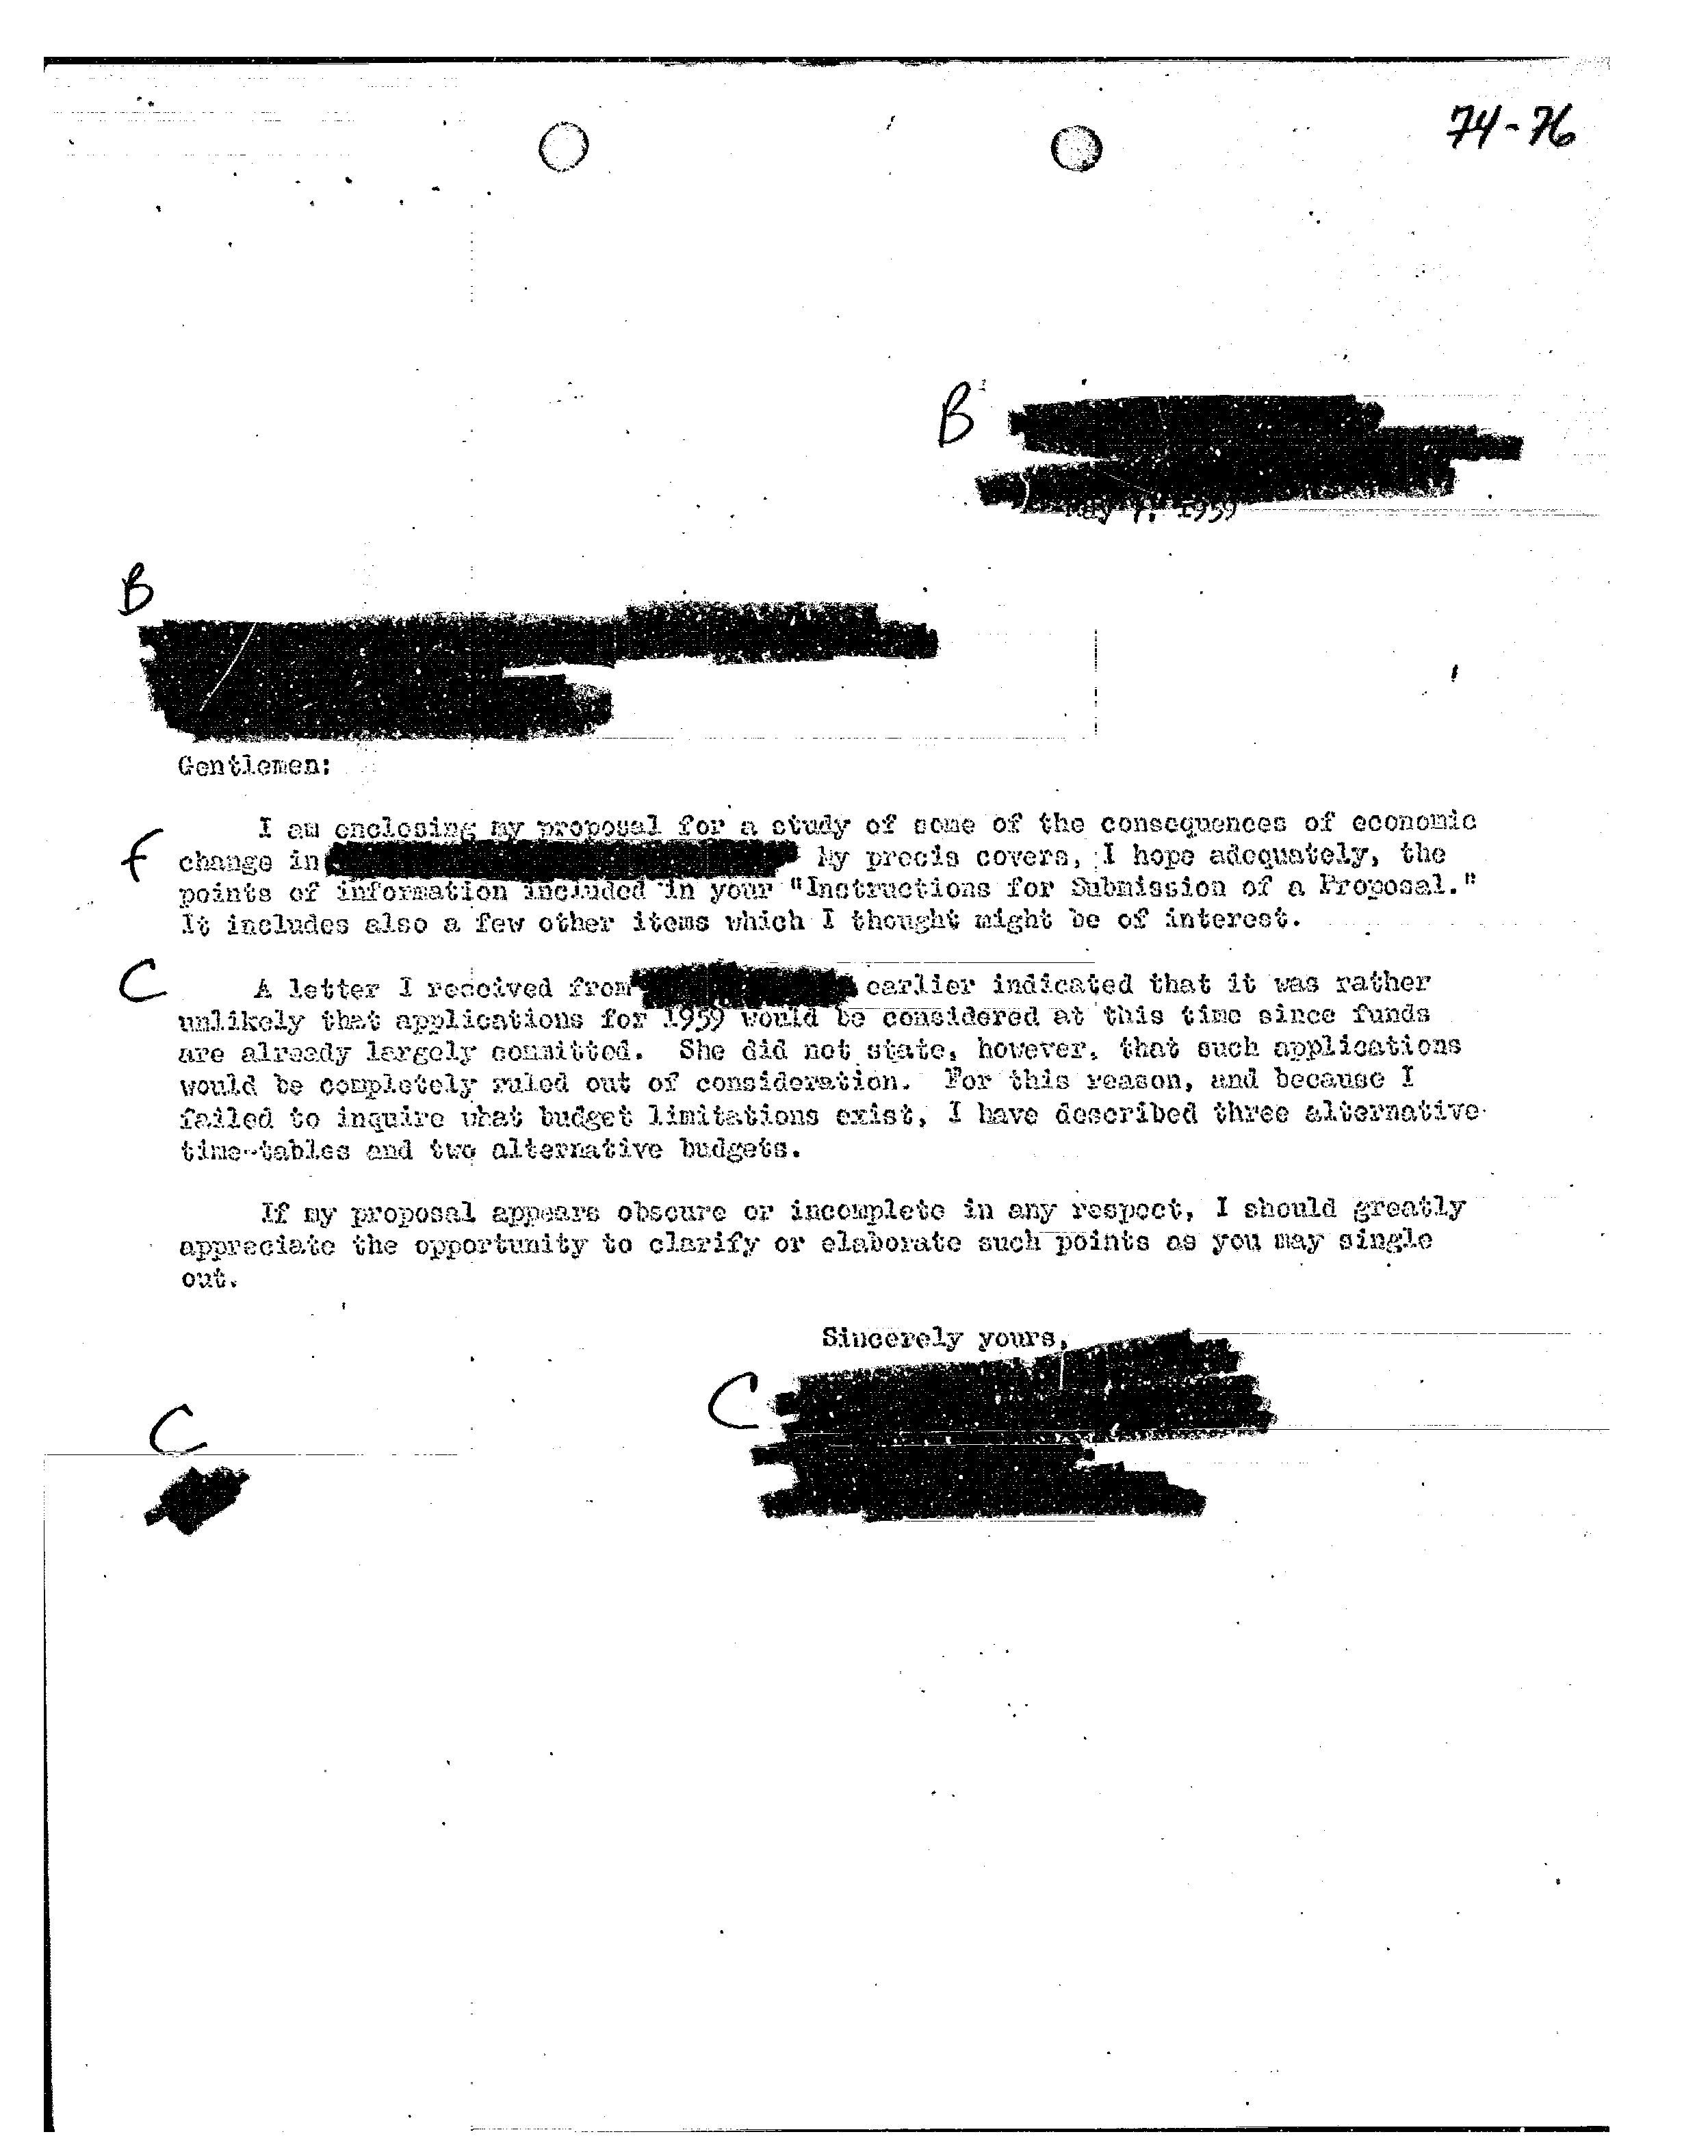 74-76
B
1959
B
Gentlemen:
I am enclosing my proposal for a study of some of the consequences of economic
f change in My precis covers, I hope adequately, the
points of information included in your "Instructions for Submission of a Proposal."
It includes also a few other items which I thought might be of interest.
C A letter I received from earlier indicated that it was rather
unlikely that applications for 1959 would be considered at this time since funds
are already largely committed. She did not state, however, that such applications
would be completely ruled out of consideration. For this reason, and because I
failed to inquire what budget limitations exist, I have described three alternative
time-tables and two alternative budgets.
If my proposal appears obscure or incomplete in any respect, I should greatly
appreciate the opportunity to clarify or elaborate such points as you may single
out.
Sincerely yours,
C
C